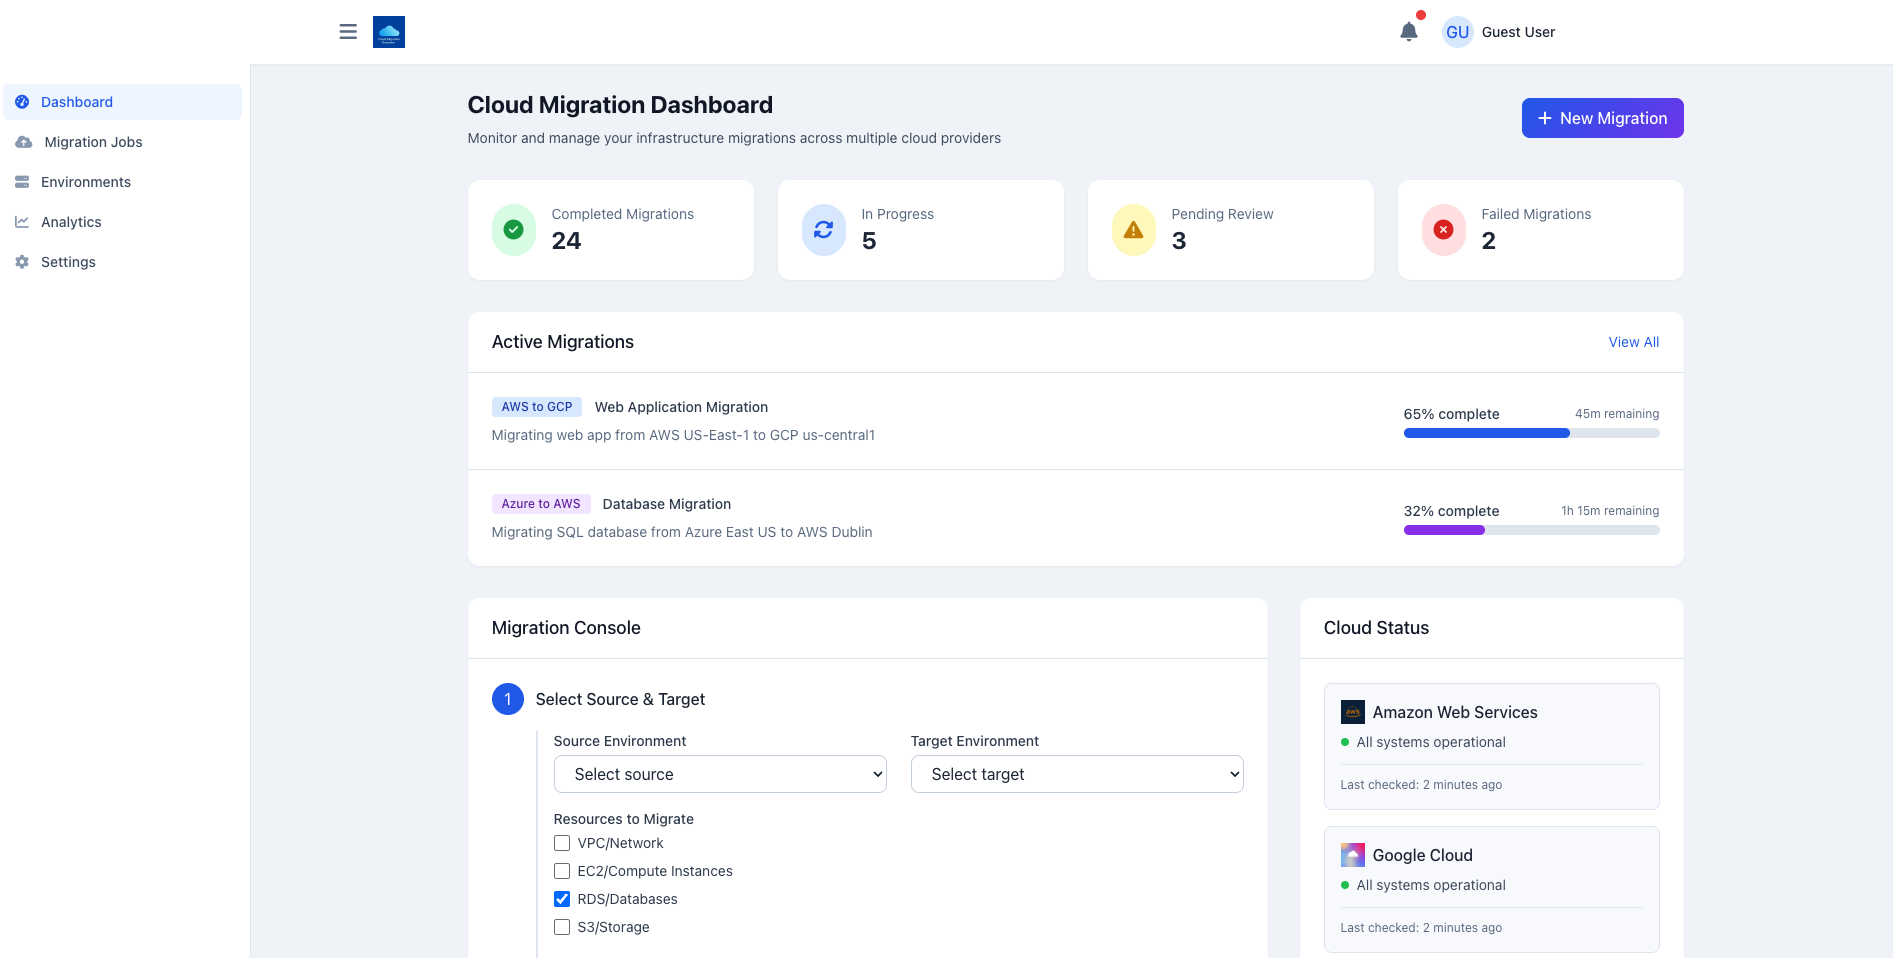 GU Guest User
Dashboard
Migration Jobs
Environments
Analytics
Settings
Cloud Migration Dashboard
Monitor and manage your infrastructure migrations across multiple cloud providers
+ New Migration
Completed Migrations
24
In Progress
5
Pending Review
3
Failed Migrations
2
Active Migrations
View All
AWS to GCP Web Application Migration
Migrating web app from AWS US-East-1 to GCP us-central1
65% complete 45m remaining
Azure to AWS Database Migration
Migrating SQL database from Azure East US to AWS Dublin
32% complete 1h 15m remaining
Migration Console
1 Select Source & Target
Source Environment
Select source
Target Environment
Select target
Resources to Migrate
VPC/Network
EC2/Compute Instances
RDS/Databases
S3/Storage
Cloud Status
aws Amazon Web Services
All systems operational
Last checked: 2 minutes ago
Google Cloud
All systems operational
Last checked: 2 minutes ago